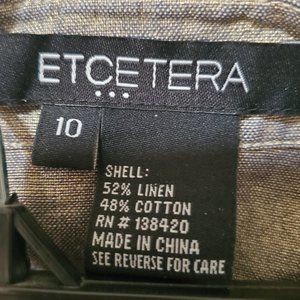 ETCETERA
10
SHELL:
52% LINEN
48% COTTON
RN # 138420
MADE IN CHINA
SEE REVERSE FOR CARE